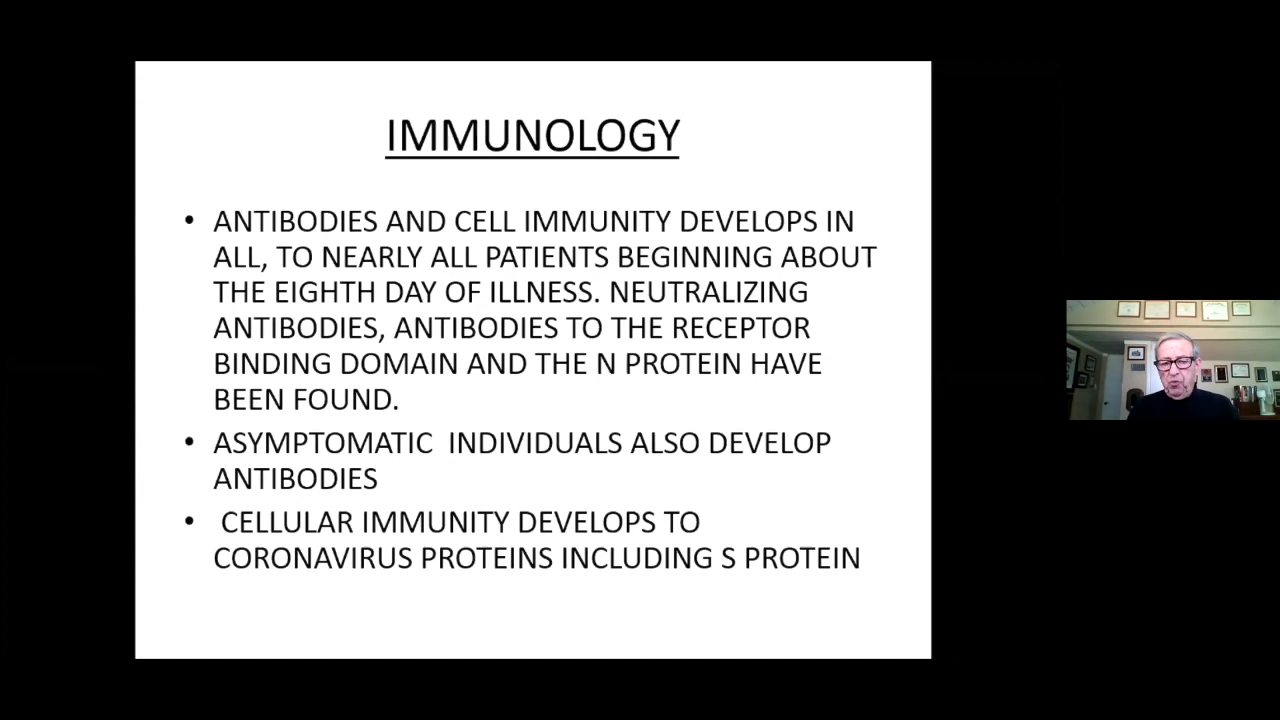 IMMUNOLOGY
• ANTIBODIES AND CELL IMMUNITY DEVELOPS IN
ALL, TO NEARLY ALL PATIENTS BEGINNING ABOUT
THE EIGHTH DAY OF ILLNESS. NEUTRALIZING
ANTIBODIES, ANTIBODIES TO THE RECEPTOR
BINDING DOMAIN AND THE N PROTEIN HAVE
BEEN FOUND.
• ASYMPTOMATIC  INDIVIDUALS ALSO DEVELOP
ANTIBODIES
•  CELLULAR IMMUNITY DEVELOPS TO
CORONAVIRUS PROTEINS INCLUDING S PROTEIN